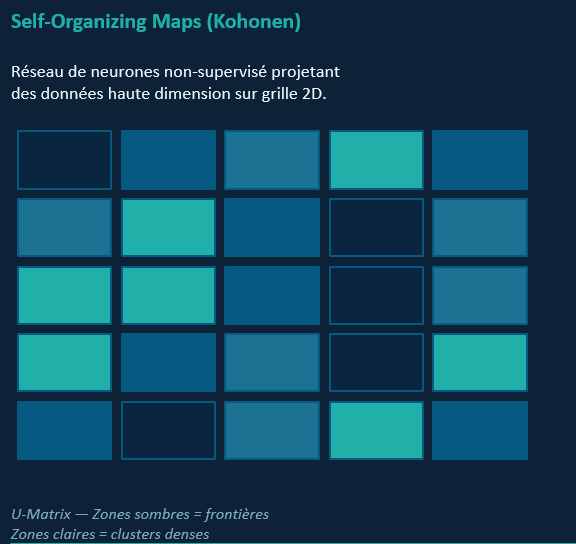 Self-Organizing Maps (Kohonen)
Réseau de neurones non-supervisé projetant
des données haute dimension sur grille 2D.
U-Matrix — Zones sombres = frontières
Zones claires = clusters denses